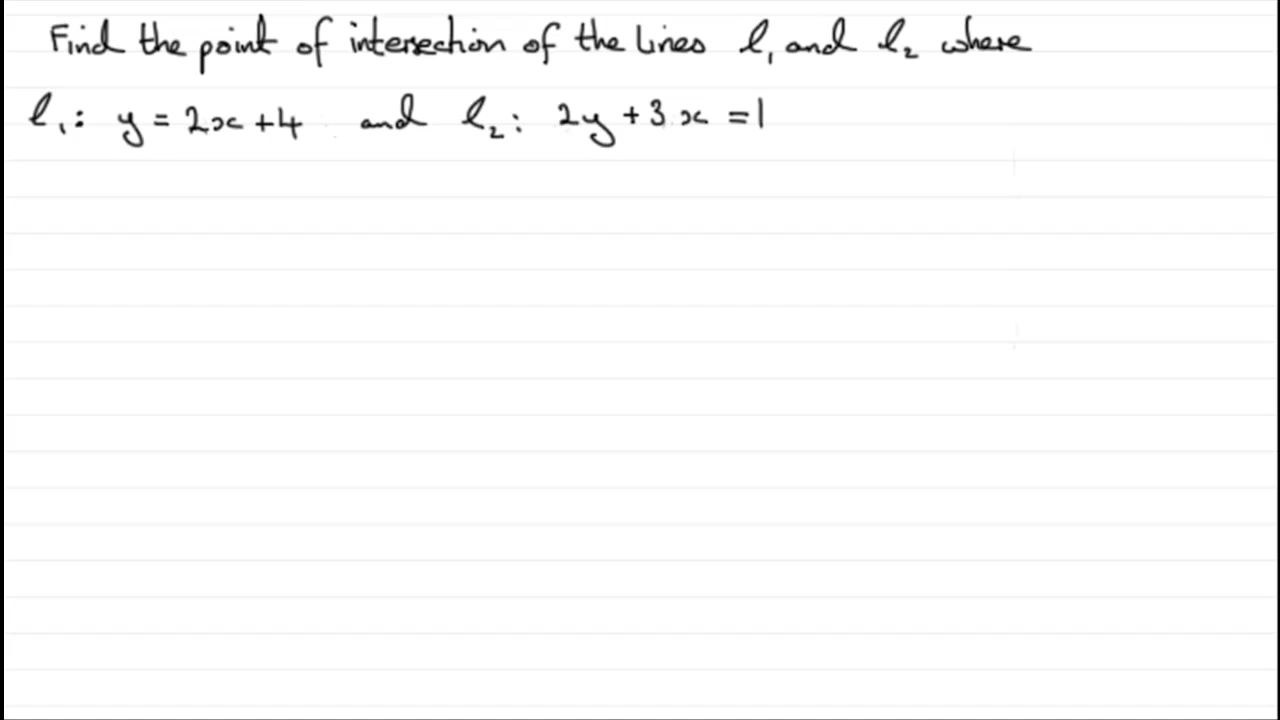 Find the point of intersection of the lines l₁ and l₂ where
l₁: y = 2x + 4 and l₂: 2y + 3x = 1